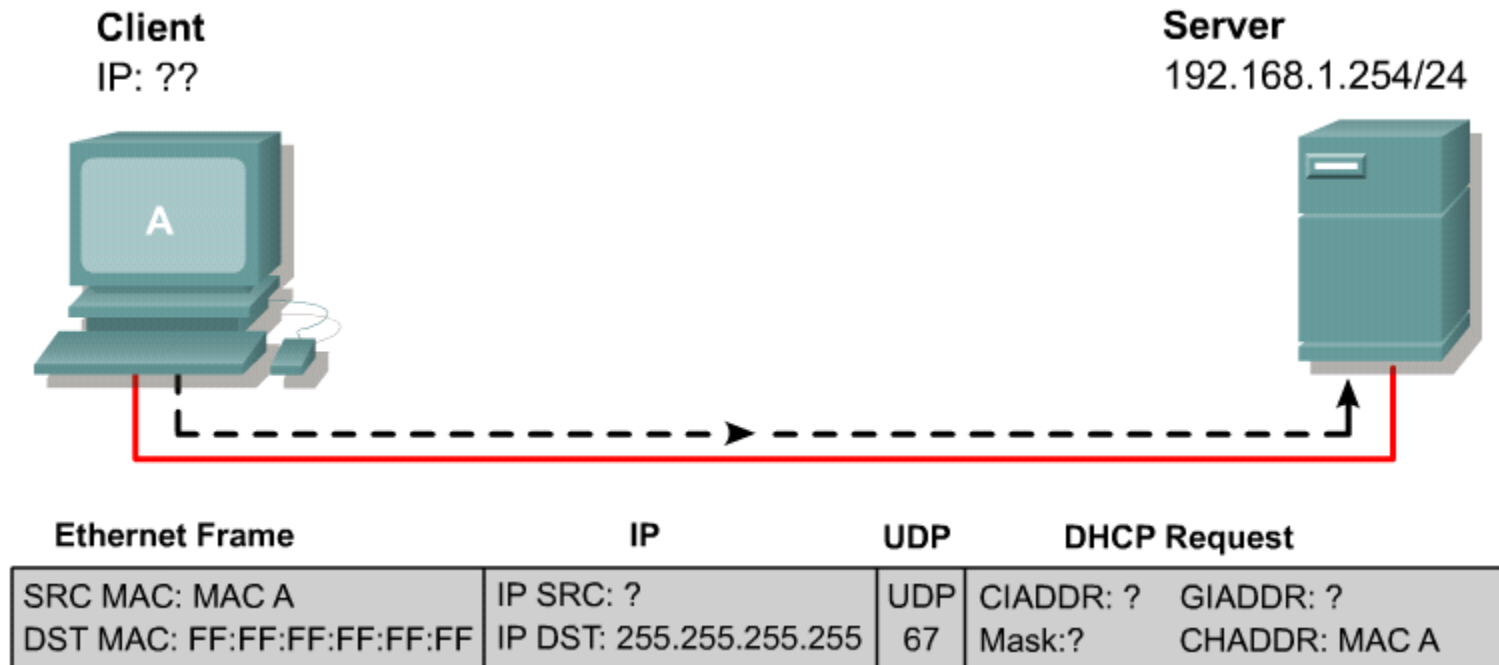 Client
IP: ??
Server
192.168.1.254/24
A
Ethernet Frame
IP
UDP
DHCP Request
SRC MAC: MAC A
DST MAC: FF:FF:FF:FF:FF:FF
IP SRC: ?
IP DST: 255.255.255.255
UDP
67
CIADDR: ? GIADDR: ?
Mask:? CHADDR: MAC A